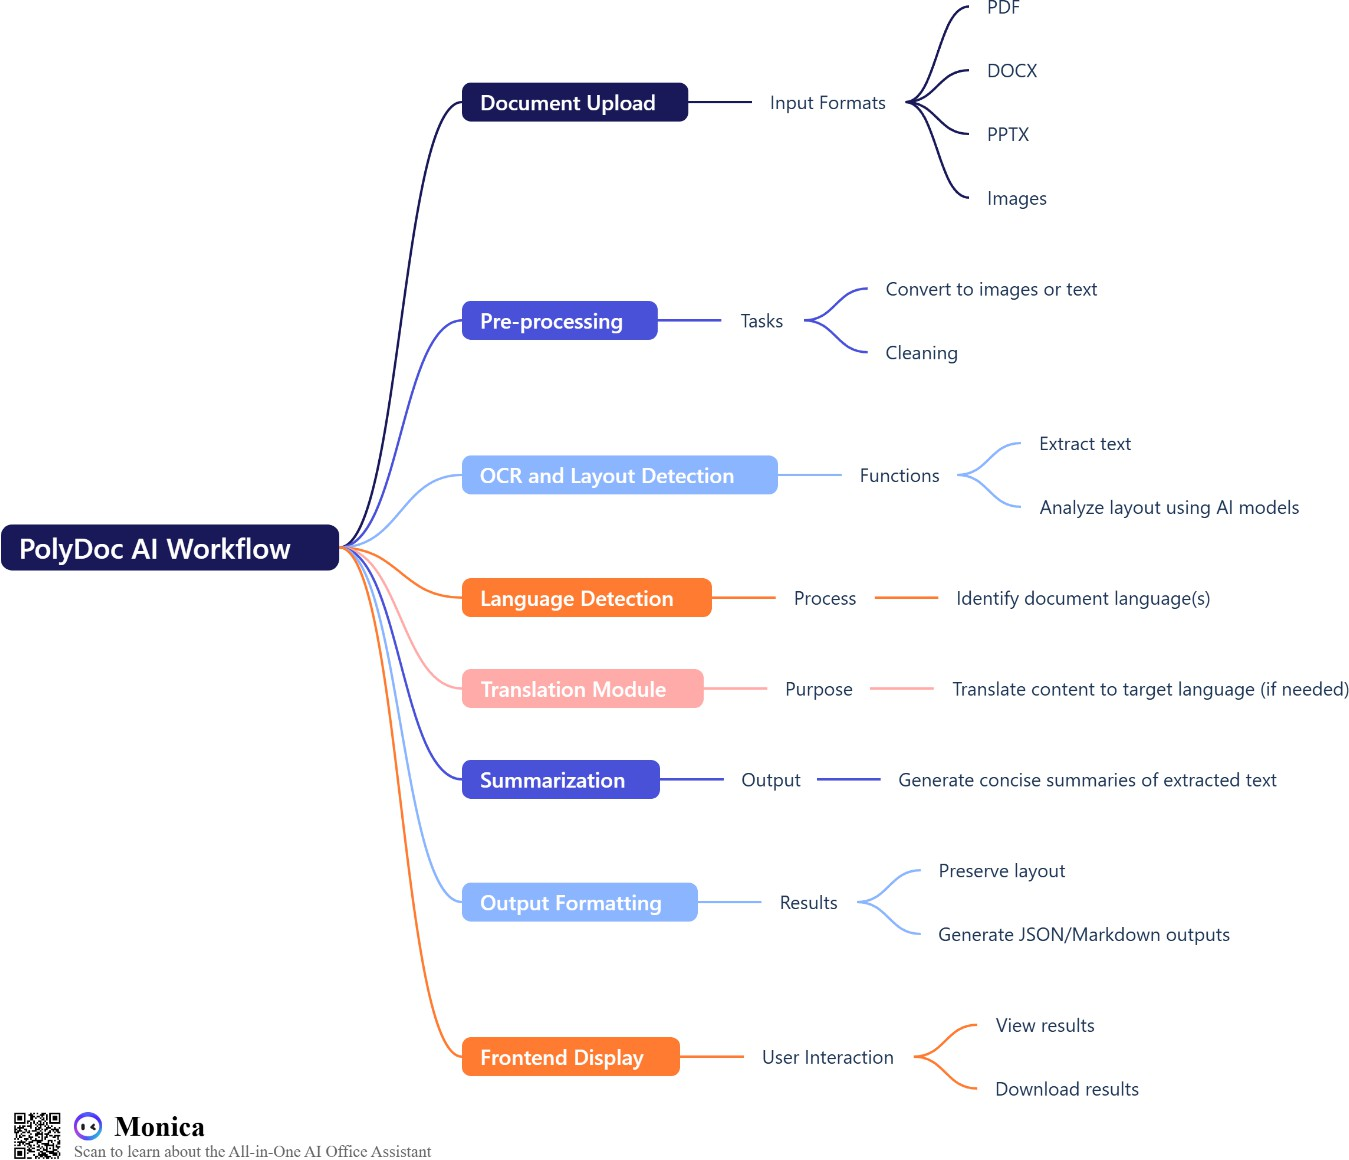 PolyDoc AI Workflow
Document Upload
Input Formats
PDF
DOCX
PPTX
Images
Pre-processing
Tasks
Convert to images or text
Cleaning
OCR and Layout Detection
Functions
Extract text
Analyze layout using AI models
Language Detection
Process
Identify document language(s)
Translation Module
Purpose
Translate content to target language (if needed)
Summarization
Output
Generate concise summaries of extracted text
Output Formatting
Results
Preserve layout
Generate JSON/Markdown outputs
Frontend Display
User Interaction
View results
Download results
Monica
Scan to learn about the All-in-One AI Office Assistant